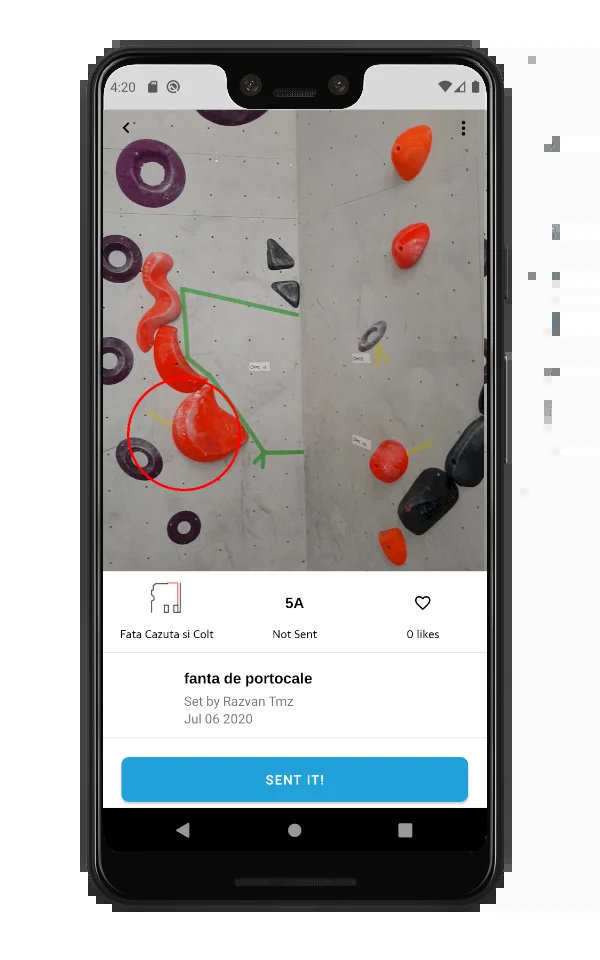 4:20
Fata Cazuta si Colt
5A
Not Sent
0 likes
fanta de portocale
Set by Razvan Tmz
Jul 06 2020
SENT IT!